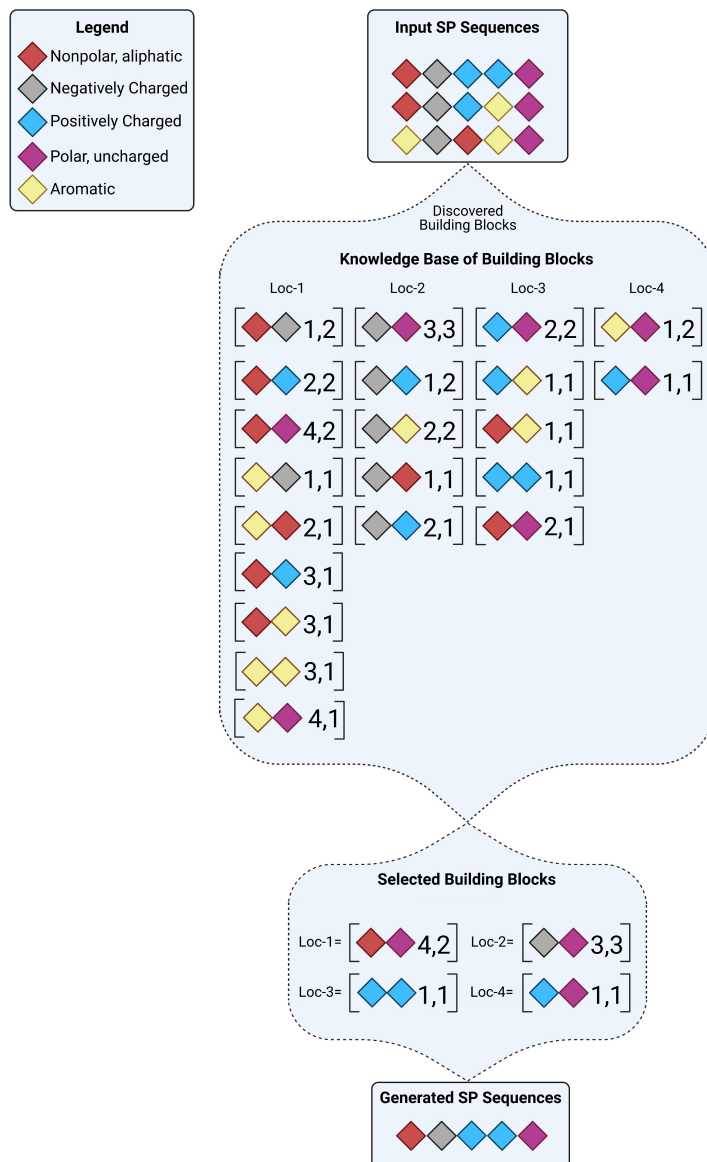 Legend
Nonpolar, aliphatic
Negatively Charged
Positively Charged
Polar, uncharged
Aromatic
Input SP Sequences
Discovered
Building Blocks
Knowledge Base of Building Blocks
Loc-1 Loc-2 Loc-3 Loc-4
[1,2] [3,3] [2,2] [1,2]
[2,2] [1,2] [1,1] [1,1]
[4,2] [2,2] [1,1]
[1,1] [1,1] [1,1]
[2,1] [2,1] [2,1]
[3,1]
[3,1]
[3,1]
[4,1]
Selected Building Blocks
Loc-1= [4,2] Loc-2= [3,3]
Loc-3= [1,1] Loc-4= [1,1]
Generated SP Sequences